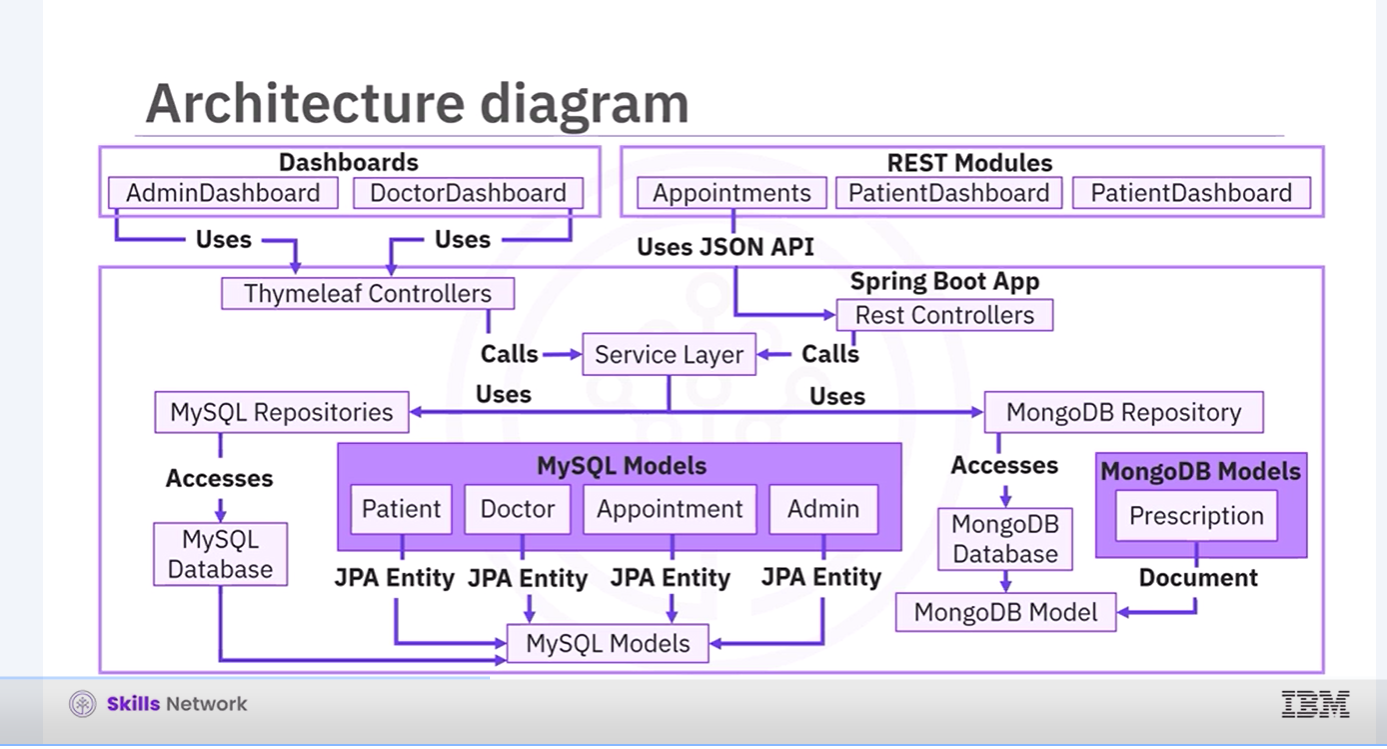 Architecture diagram
Dashboards
AdminDashboard
DoctorDashboard
REST Modules
Appointments
PatientDashboard
PatientDashboard
Uses
Uses
Uses JSON API
Spring Boot App
Thymeleaf Controllers
Rest Controllers
Calls
Service Layer
Calls
Uses
Uses
MySQL Repositories
MongoDB Repository
Accesses
MySQL
Database
MySQL Models
Patient
Doctor
Appointment
Admin
JPA Entity
JPA Entity
JPA Entity
JPA Entity
MySQL Models
Accesses
MongoDB
Database
MongoDB Models
Prescription
Document
MongoDB Model
Skills Network
IBM